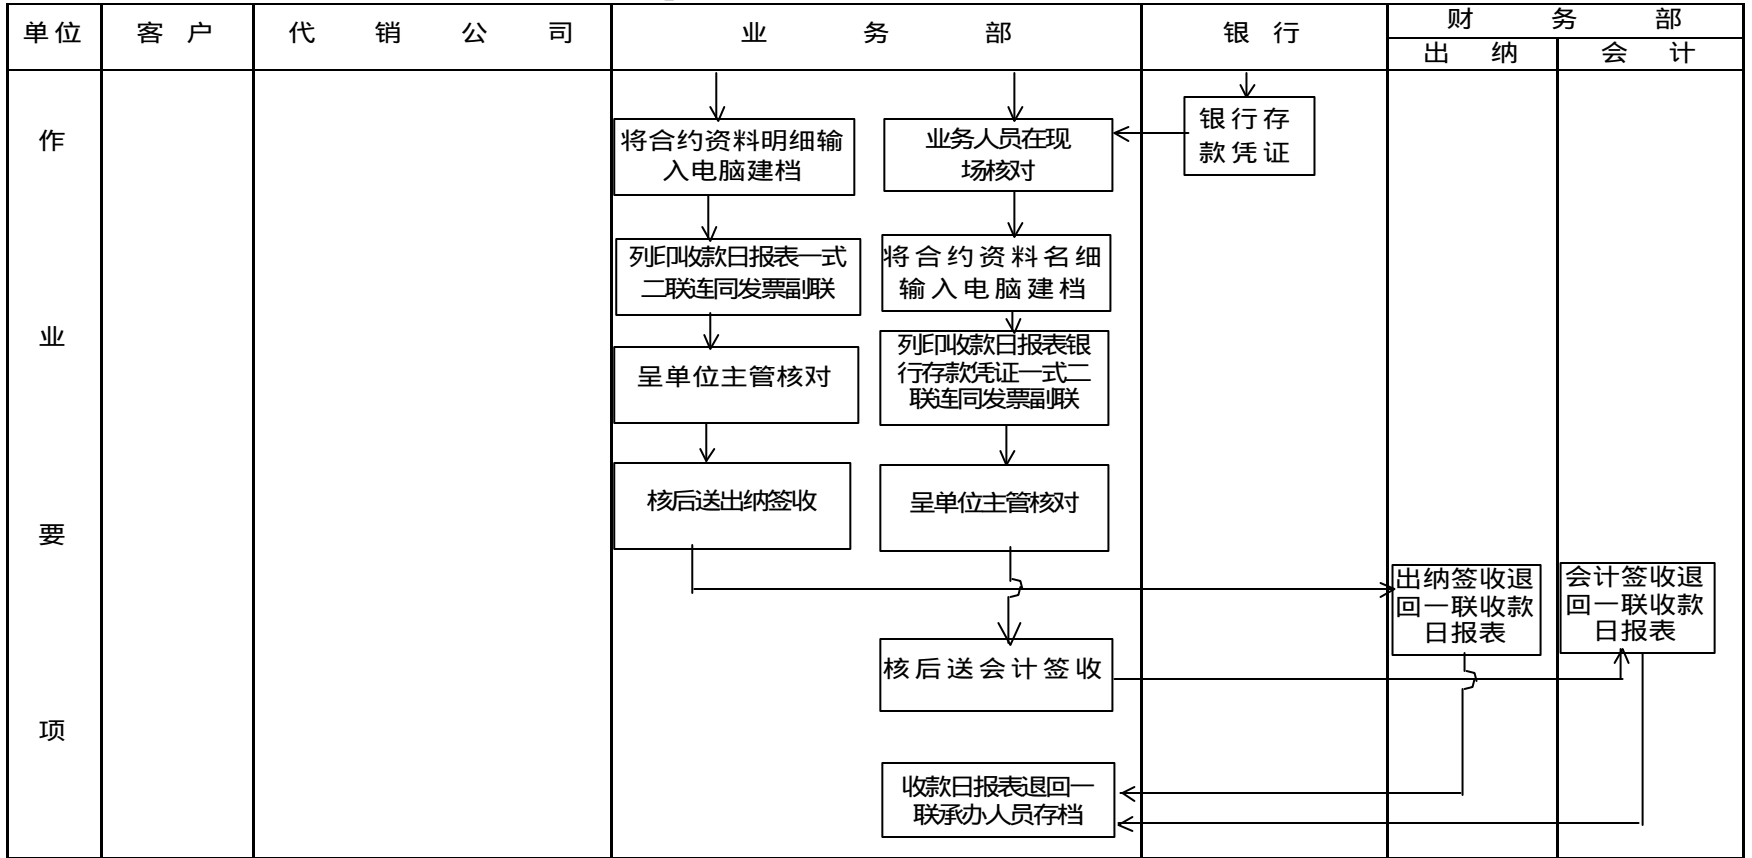 单位
客 户
代 销 公 司
业 务 部
银 行
财 务 部
出 纳
会 计
作
业
要
项
将合约资料明细输
入电脑建档
列印收款日报表一式
二联连同发票副联
呈单位主管核对
核后送出纳签收
业务人员在现
场核对
将合约资料名细
输入电脑建档
列印收款日报表银
行存款凭证一式二
联连同发票副联
呈单位主管核对
核后送会计签收
收款日报表退回一
联承办人员存档
银行存
款凭证
出纳签收退
回一联收款
日报表
会计签收退
回一联收款
日报表